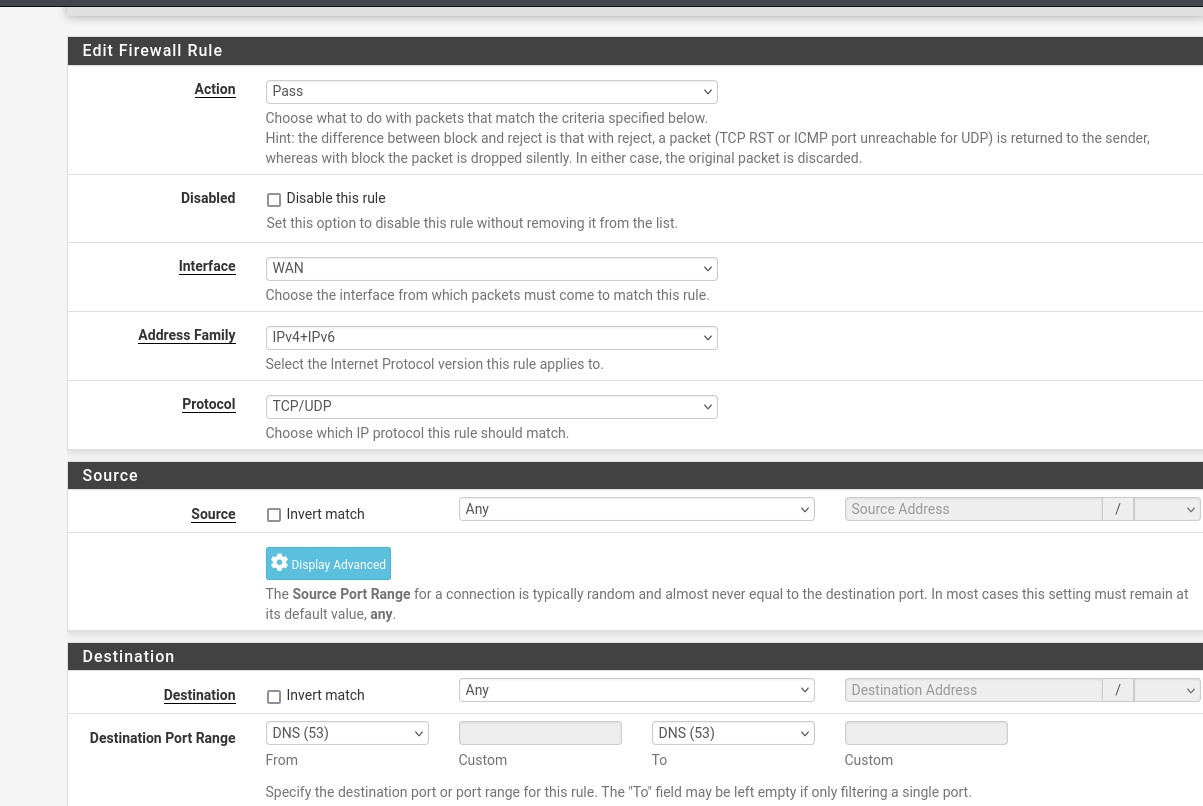 Edit Firewall Rule
Action
Pass
Choose what to do with packets that match the criteria specified below.
Hint: the difference between block and reject is that with reject, a packet (TCP RST or ICMP port unreachable for UDP) is returned to the sender,
whereas with block the packet is dropped silently. In either case, the original packet is discarded.
Disabled
Disable this rule
Set this option to disable this rule without removing it from the list.
Interface
WAN
Choose the interface from which packets must come to match this rule.
Address Family
IPv4+IPv6
Select the Internet Protocol version this rule applies to.
Protocol
TCP/UDP
Choose which IP protocol this rule should match.
Source
Source
Invert match
Any
Source Address
/
Display Advanced
The Source Port Range for a connection is typically random and almost never equal to the destination port. In most cases this setting must remain at
its default value, any.
Destination
Destination
Invert match
Any
Destination Address
/
Destination Port Range
DNS (53)
DNS (53)
From
Custom
To
Custom
Specify the destination port or port range for this rule. The "To" field may be left empty if only filtering a single port.